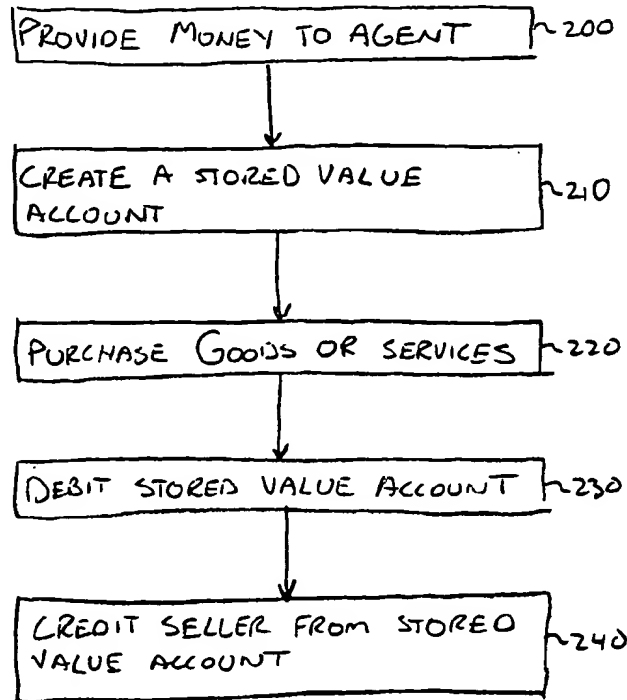 PROVIDE MONEY TO AGENT 200
CREATE A STORED VALUE
ACCOUNT
210
PURCHASE GOODS OR SERVICES 220
DEBIT STORED VALUE ACCOUNT 230
CREDIT SELLER FROM STORED
VALUE ACCOUNT
240